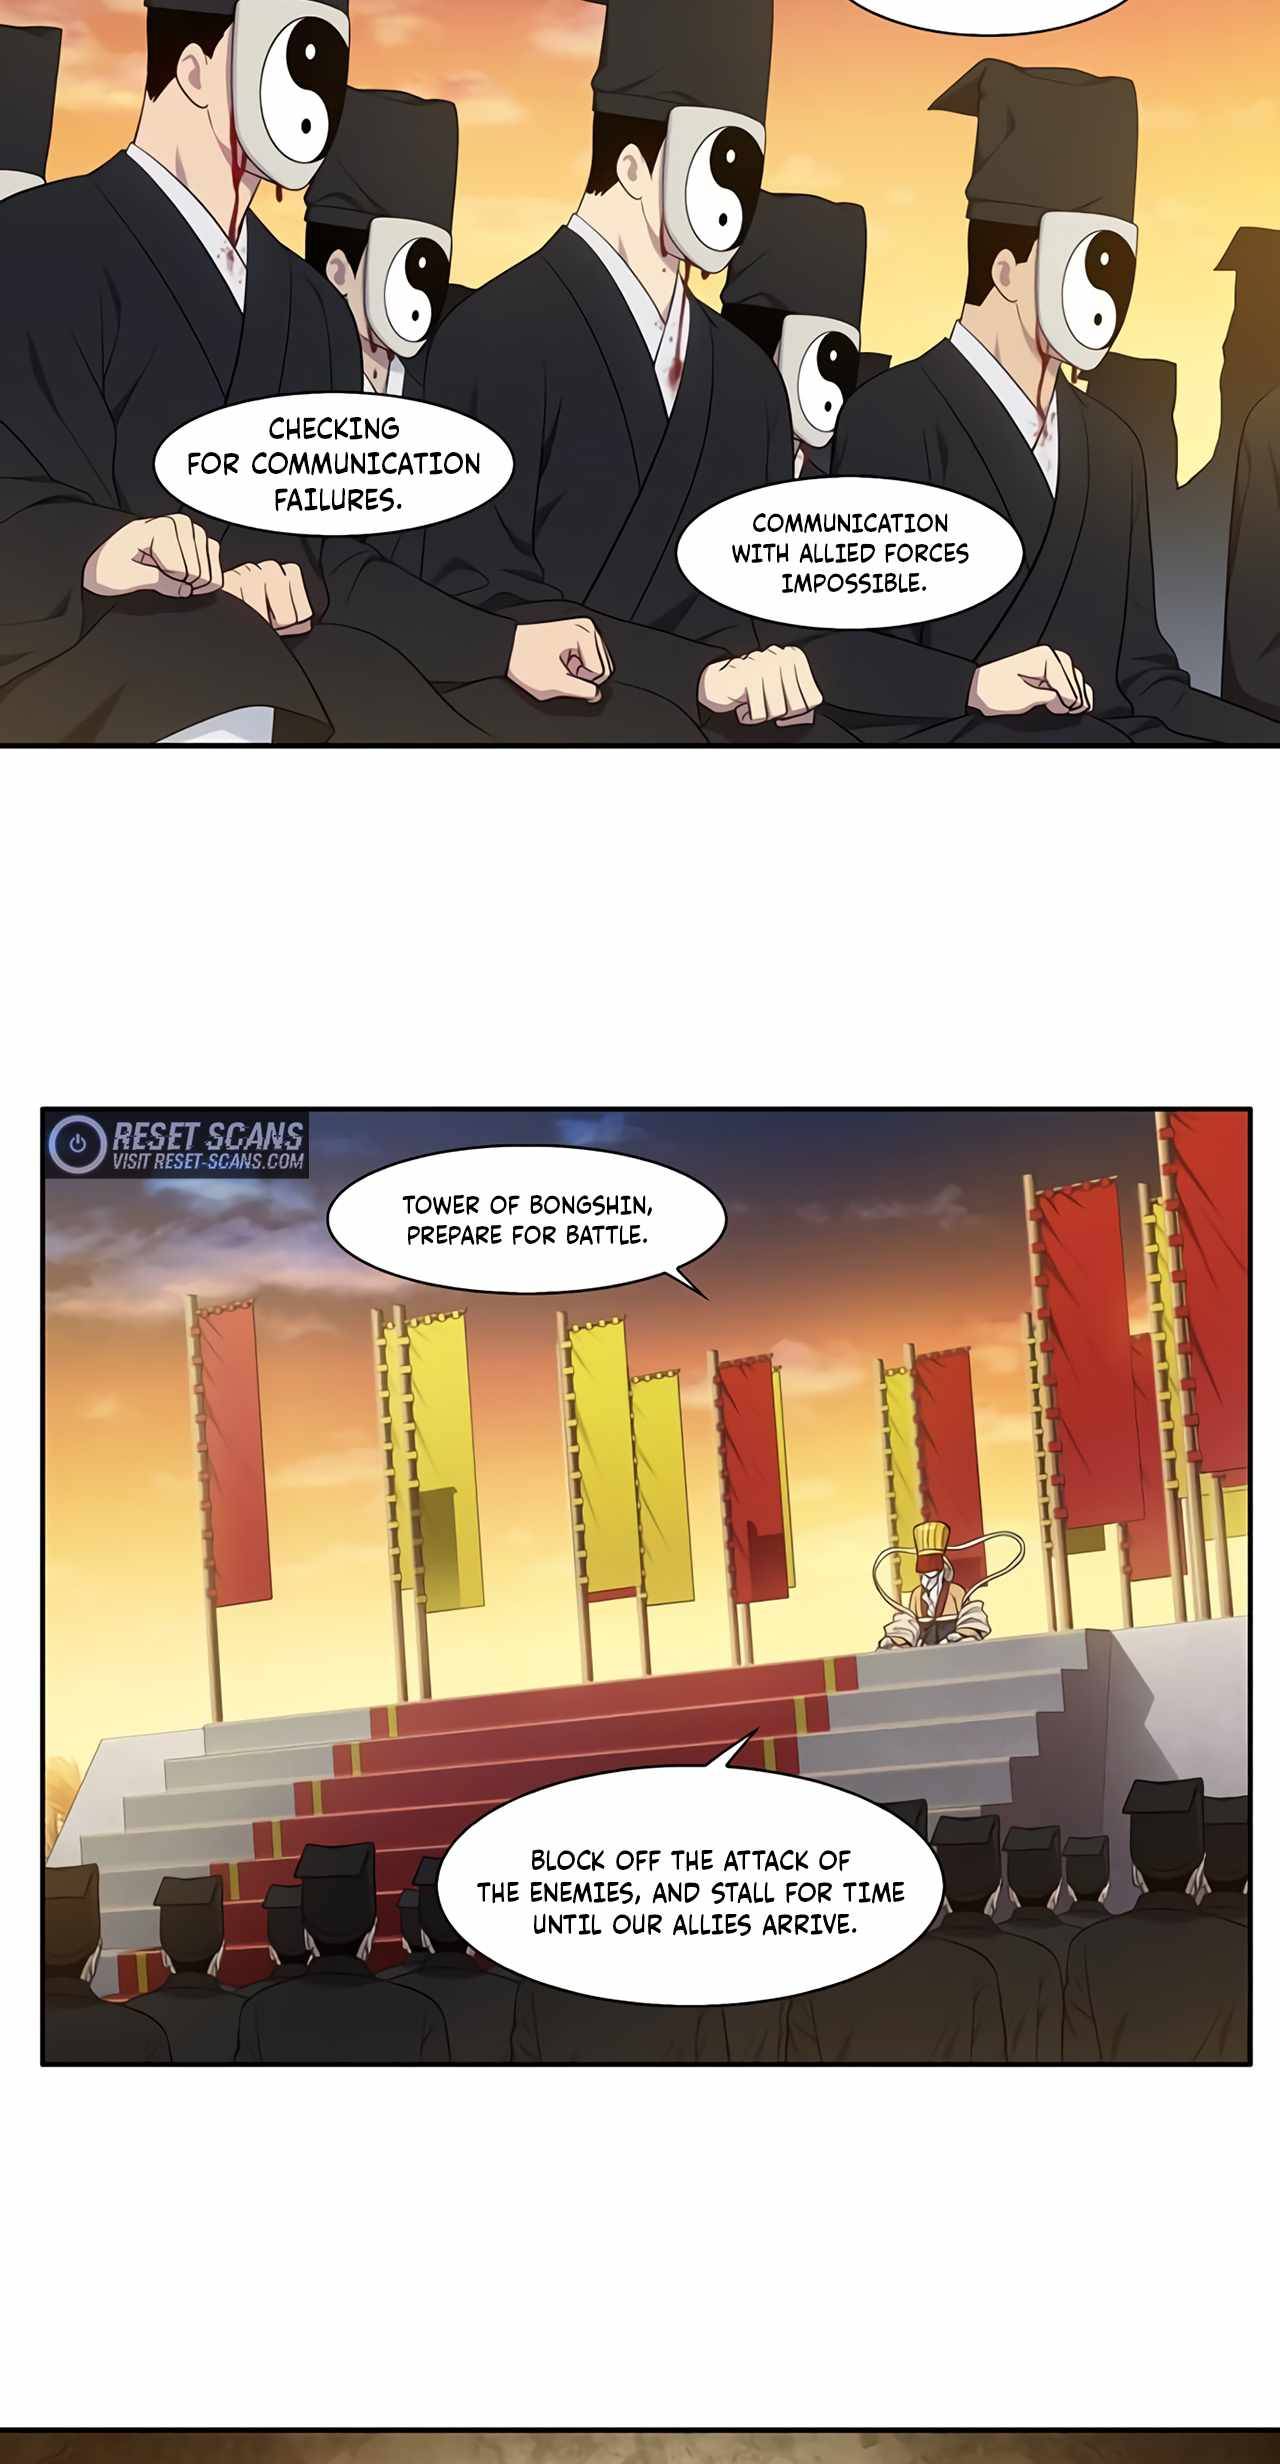 CHECKING
FOR COMMUNICATION
FAILURES.
COMMUNICATION
WITH ALLIED FORCES
IMPOSSIBLE.
RESET SCANS
VISIT RESET-SCANS.COM
TOWER OF BONGSHIN,
PREPARE FOR BATTLE.
BLOCK OFF THE ATTACK OF
THE ENEMIES, AND STALL FOR TIME
UNTIL OUR ALLIES ARRIVE.